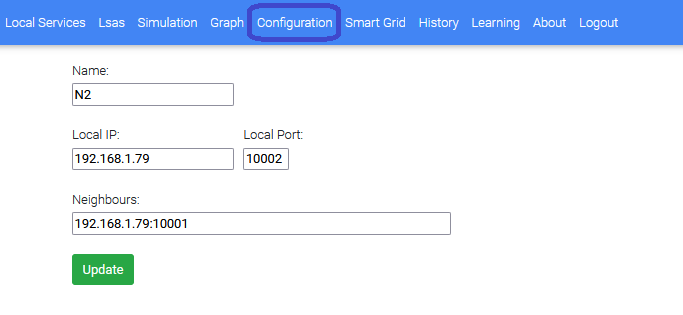 Local Services Lsas Simulation Graph Configuration Smart Grid History Learning About Logout
Name:
N2
Local IP: Local Port:
192.168.1.79 10002
Neighbours:
192.168.1.79:10001
Update